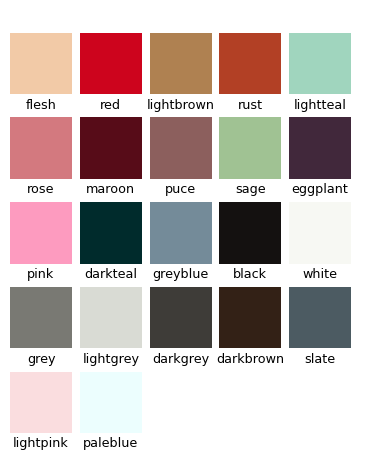 flesh red lightbrown rust lightteal
rose maroon puce sage eggplant
pink darkteal greyblue black white
grey lightgrey darkgrey darkbrown slate
lightpink paleblue